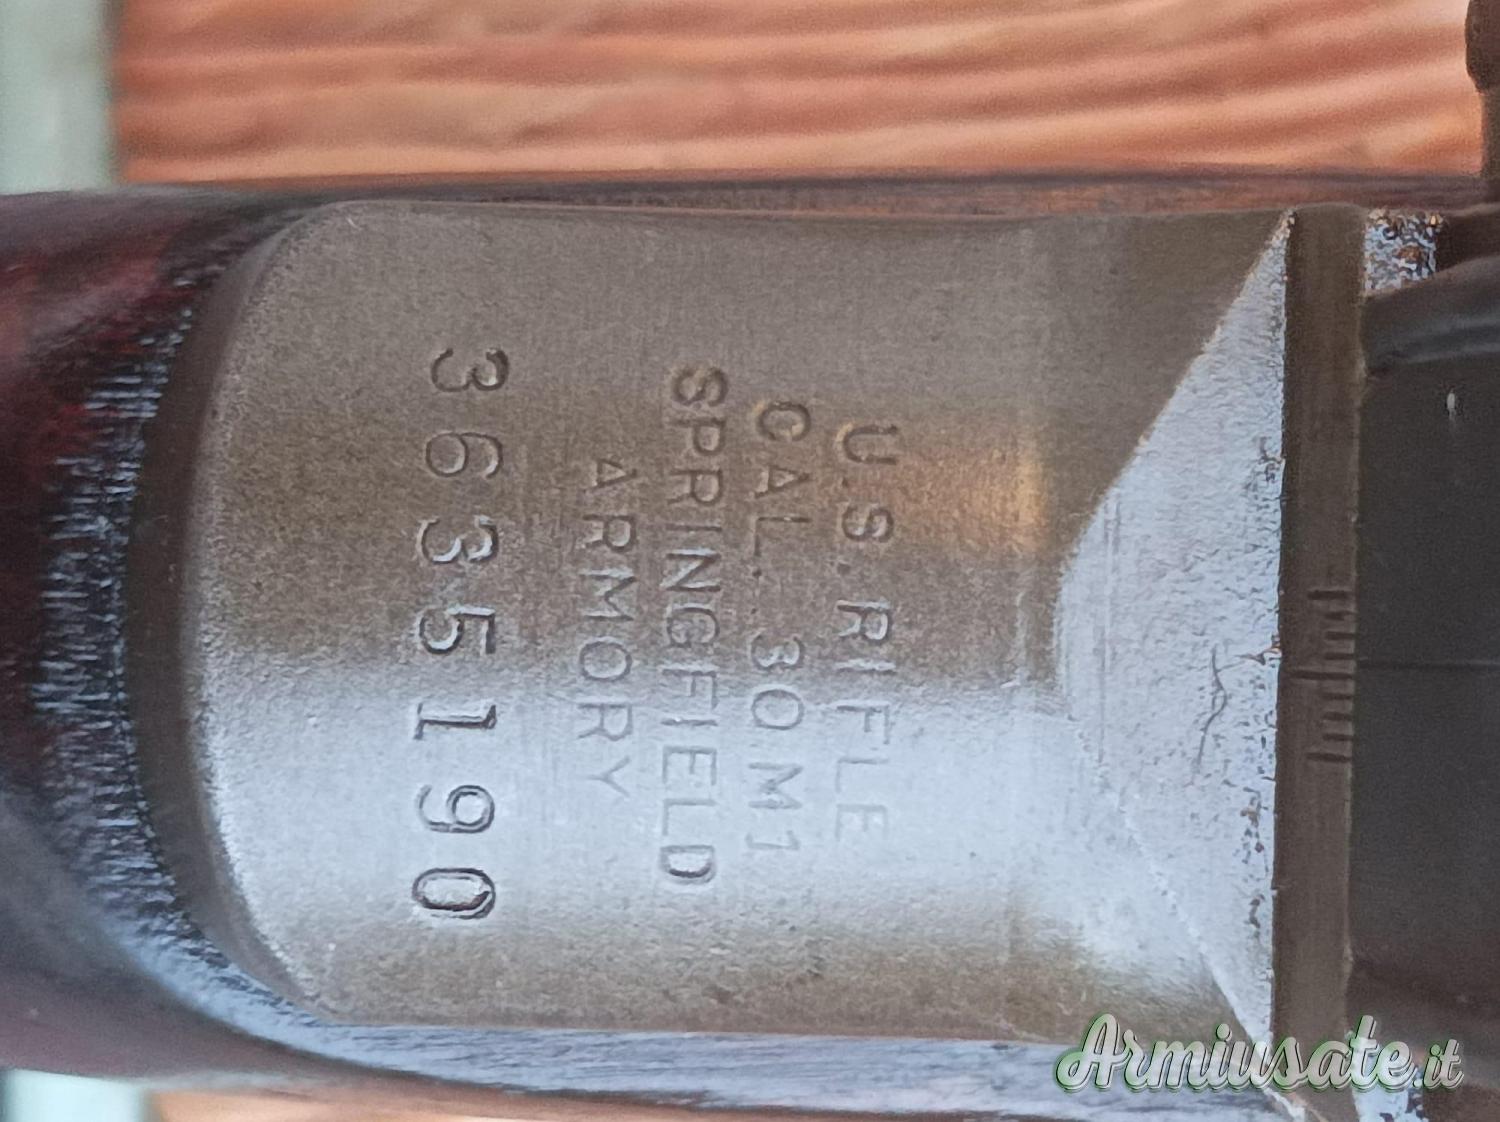 U.S. RIFLE
CAL. .30 M1
SPRINGFIELD
ARMORY
3635190
Armiusate.it